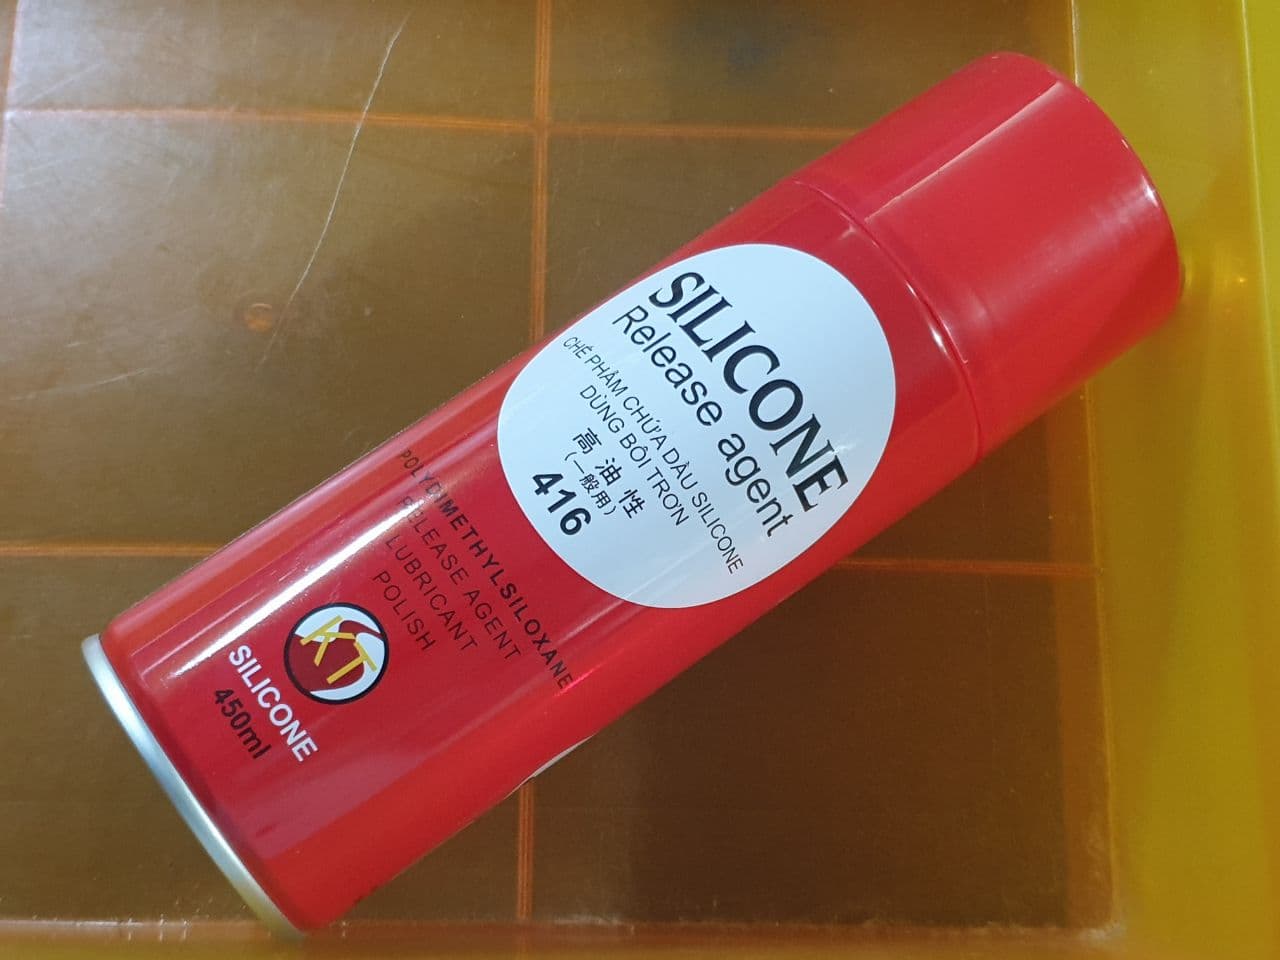 SILICONE
Release agent
CHẾ PHẨM CHỨA DẦU SILICONE
DÙNG BÔI TRƠN
高油性
(一般用)
416
POLYDIMETHYLSILOXANE
RELEASE AGENT
LUBRICANT
POLISH
KT
SILICONE
450ml